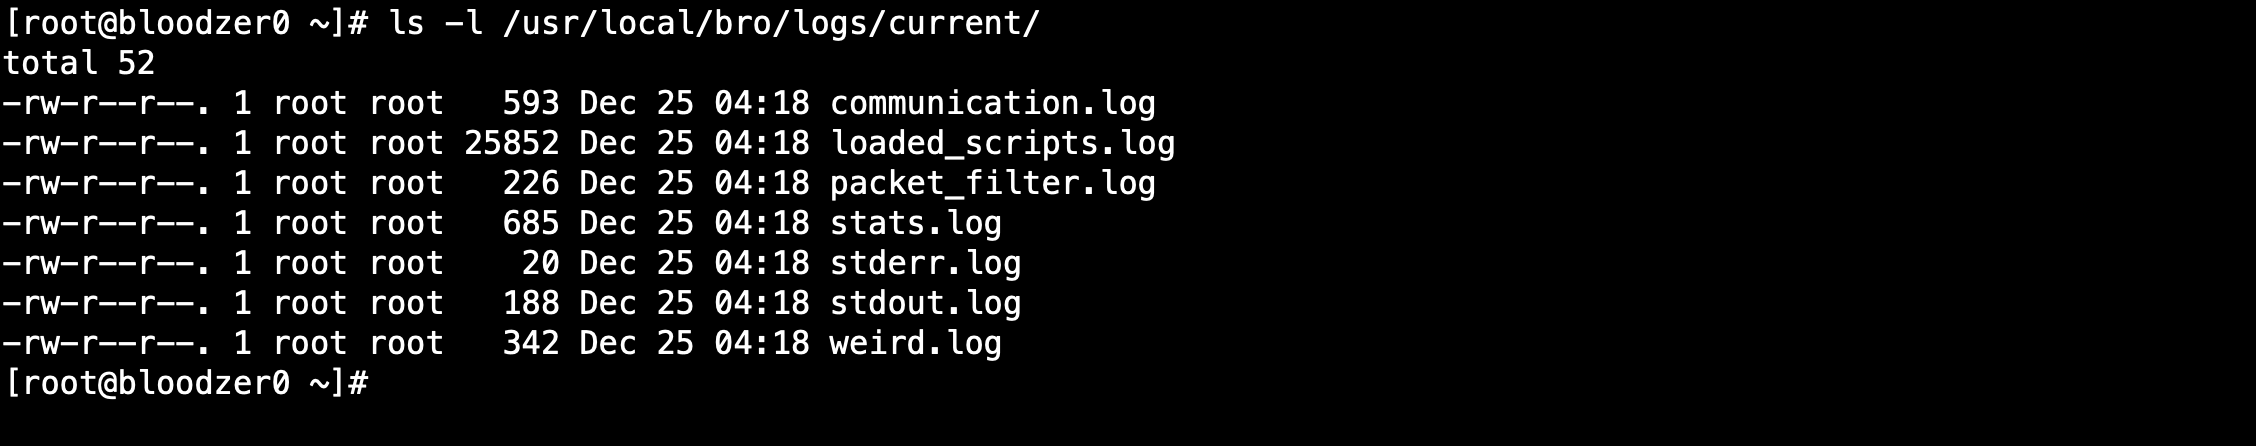 [root@bloodzer0 ~]# ls -l /usr/local/bro/logs/current/
total 52
-rw-r--r--. 1 root root   593 Dec 25 04:18 communication.log
-rw-r--r--. 1 root root 25852 Dec 25 04:18 loaded_scripts.log
-rw-r--r--. 1 root root   226 Dec 25 04:18 packet_filter.log
-rw-r--r--. 1 root root   685 Dec 25 04:18 stats.log
-rw-r--r--. 1 root root    20 Dec 25 04:18 stderr.log
-rw-r--r--. 1 root root   188 Dec 25 04:18 stdout.log
-rw-r--r--. 1 root root   342 Dec 25 04:18 weird.log
[root@bloodzer0 ~]#